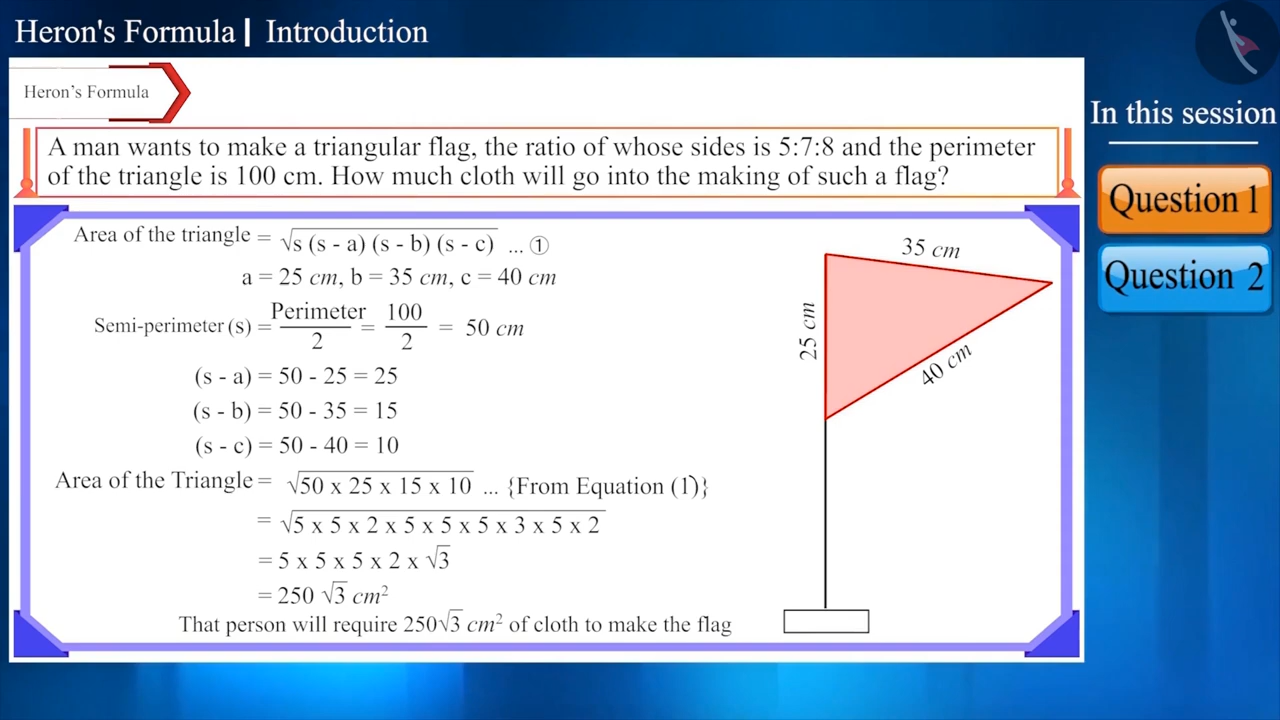 Heron's Formula | Introduction
Heron's Formula
In this session
Question 1
Question 2
A man wants to make a triangular flag, the ratio of whose sides is 5:7:8 and the perimeter
of the triangle is 100 cm. How much cloth will go into the making of such a flag?
Area of the triangle = √s (s - a) (s - b) (s - c) ... ①
a = 25 cm, b = 35 cm, c = 40 cm
Semi-perimeter (s) = Perimeter/2 = 100/2 = 50 cm
(s - a) = 50 - 25 = 25
(s - b) = 50 - 35 = 15
(s - c) = 50 - 40 = 10
Area of the Triangle = √50 x 25 x 15 x 10 ... {From Equation (1)}
= √5 x 5 x 2 x 5 x 5 x 5 x 3 x 5 x 2
= 5 x 5 x 5 x 2 x √3
= 250 √3 cm²
That person will require 250√3 cm² of cloth to make the flag
35 cm
25 cm
40 cm